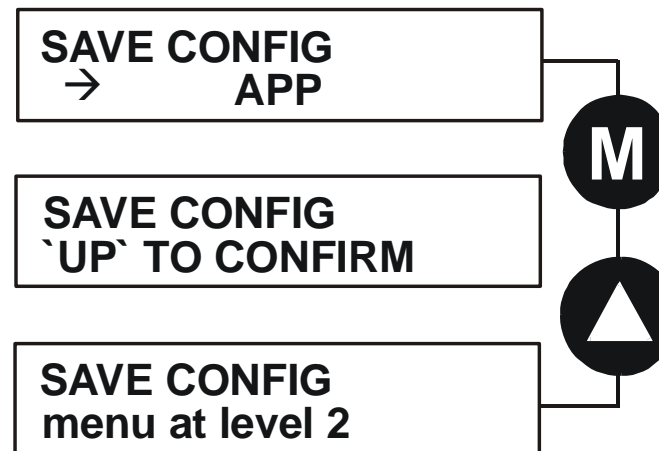 SAVE CONFIG
→ APP
M
SAVE CONFIG
`UP` TO CONFIRM
SAVE CONFIG
menu at level 2